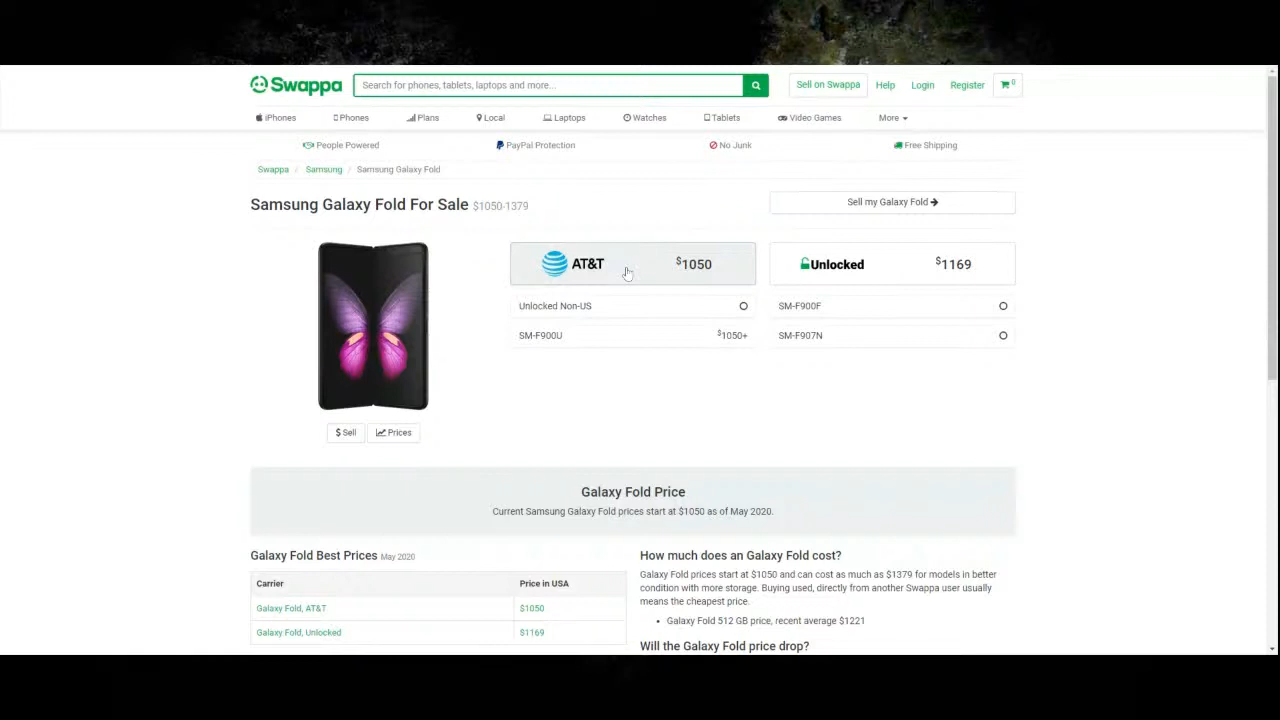 Swappa
Search for phones, tablets, laptops and more...
Sell on Swappa
Help
Login
Register
0
iPhones
Phones
Plans
Local
Laptops
Watches
Tablets
Video Games
More
People Powered
PayPal Protection
No Junk
Free Shipping
Swappa / Samsung / Samsung Galaxy Fold
Samsung Galaxy Fold For Sale $1050-1379
Sell my Galaxy Fold
AT&T $1050
Unlocked $1169
Unlocked Non-US
SM-F900F
SM-F900U $1050+
SM-F907N
$ Sell
Prices
Galaxy Fold Price
Current Samsung Galaxy Fold prices start at $1050 as of May 2020.
Galaxy Fold Best Prices May 2020
Carrier Price in USA
Galaxy Fold, AT&T $1050
Galaxy Fold, Unlocked $1169
How much does an Galaxy Fold cost?
Galaxy Fold prices start at $1050 and can cost as much as $1379 for models in better
condition with more storage. Buying used, directly from another Swappa user usually
means the cheapest price.
• Galaxy Fold 512 GB price, recent average $1221
Will the Galaxy Fold price drop?